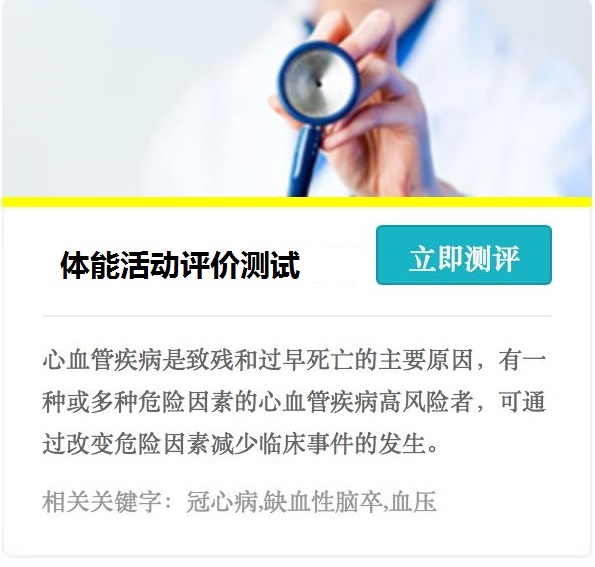 体能活动评价测试
立即测评
心血管疾病是致残和过早死亡的主要原因，有一
种或多种危险因素的心血管疾病高风险者，可通
过改变危险因素减少临床事件的发生。
相关关键字：冠心病,缺血性脑卒,血压